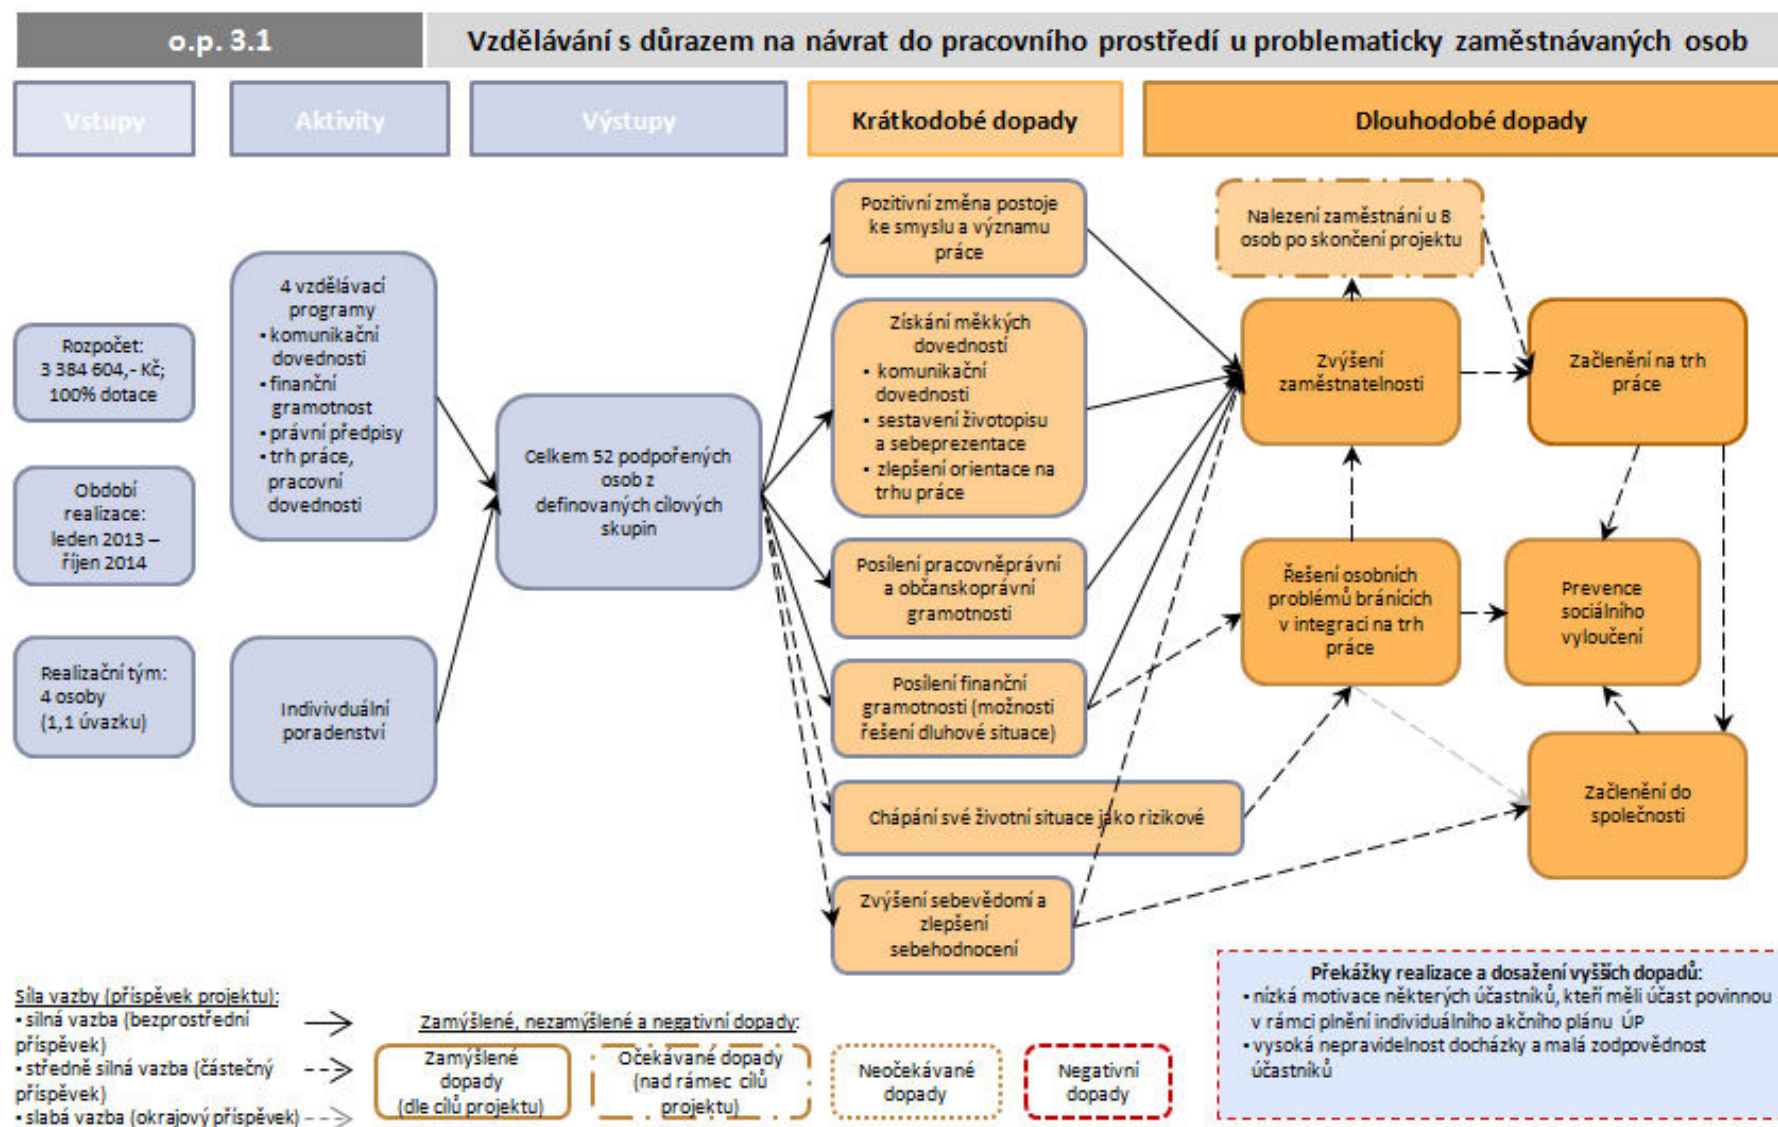 o.p. 3.1
Vzdělávání s důrazem na návrat do pracovního prostředí u problematicky zaměstnávaných osob
Vstupy
Aktivity
Výstupy
Krátkodobé dopady
Dlouhodobé dopady
Rozpočet:
3 384 604,- Kč;
100% dotace
Období
realizace:
leden 2013 –
říjen 2014
Realizační tým:
4 osoby
(1,1 úvazku)
4 vzdělávací
programy
▪ komunikační
dovednosti
▪ finanční
gramotnost
▪ právní předpisy
▪ trh práce,
pracovní
dovednosti
Indivivduální
poradenství
Celkem 52 podpořených
osob z
definovaných cílových
skupin
Pozitivní změna postoje
ke smyslu a významu
práce
Získání měkkých
dovedností
▪ komunikační
dovednosti
▪ sestavení životopisu
a sebeprezentace
▪ zlepšení orientace na
trhu práce
Posílení pracovněprávní
a občanskoprávní
gramotnosti
Posílení finanční
gramotnosti (možnosti
řešení dluhové situace)
Chápání své životní situace jako rizikové
Zvýšení sebevědomí a
zlepšení
sebehodnocení
Nalezení zaměstnání u 8
osob po skončení projektu
Zvýšení
zaměstnatelnosti
Začlenění na trh
práce
Řešení osobních
problémů bránících
v integraci na trh
práce
Prevence
sociálního
vyloučení
Začlenění do
společnosti
Síla vazby (příspěvek projektu):
▪ silná vazba (bezprostřední
příspěvek)
▪ středně silná vazba (částečný
příspěvek)
▪ slabá vazba (okrajový příspěvek)
Zamýšlené, nezamýšlené a negativní dopady:
Zamýšlené
dopady
(dle cílů projektu)
Očekávané dopady
(nad rámec cílů
projektu)
Neočekávané
dopady
Negativní
dopady
Překážky realizace a dosažení vyšších dopadů:
▪ nízká motivace některých účastníků, kteří měli účast povinnou
v rámci plnění individuálního akčního plánu ÚP
▪ vysoká nepravidelnost docházky a malá zodpovědnost
účastníků